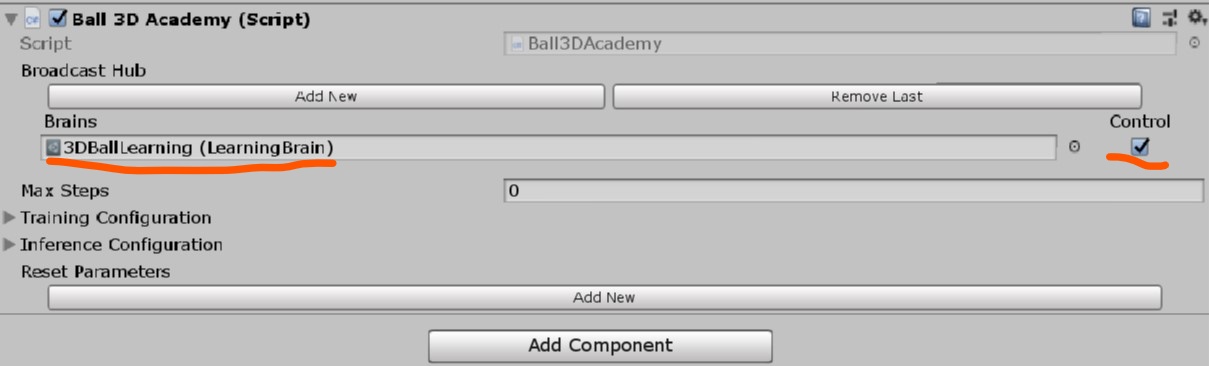 Ball 3D Academy (Script)
Script Ball3DAcademy
Broadcast Hub
Add New Remove Last
Brains Control
3DBallLearning (LearningBrain)
Max Steps 0
Training Configuration
Inference Configuration
Reset Parameters
Add New
Add Component